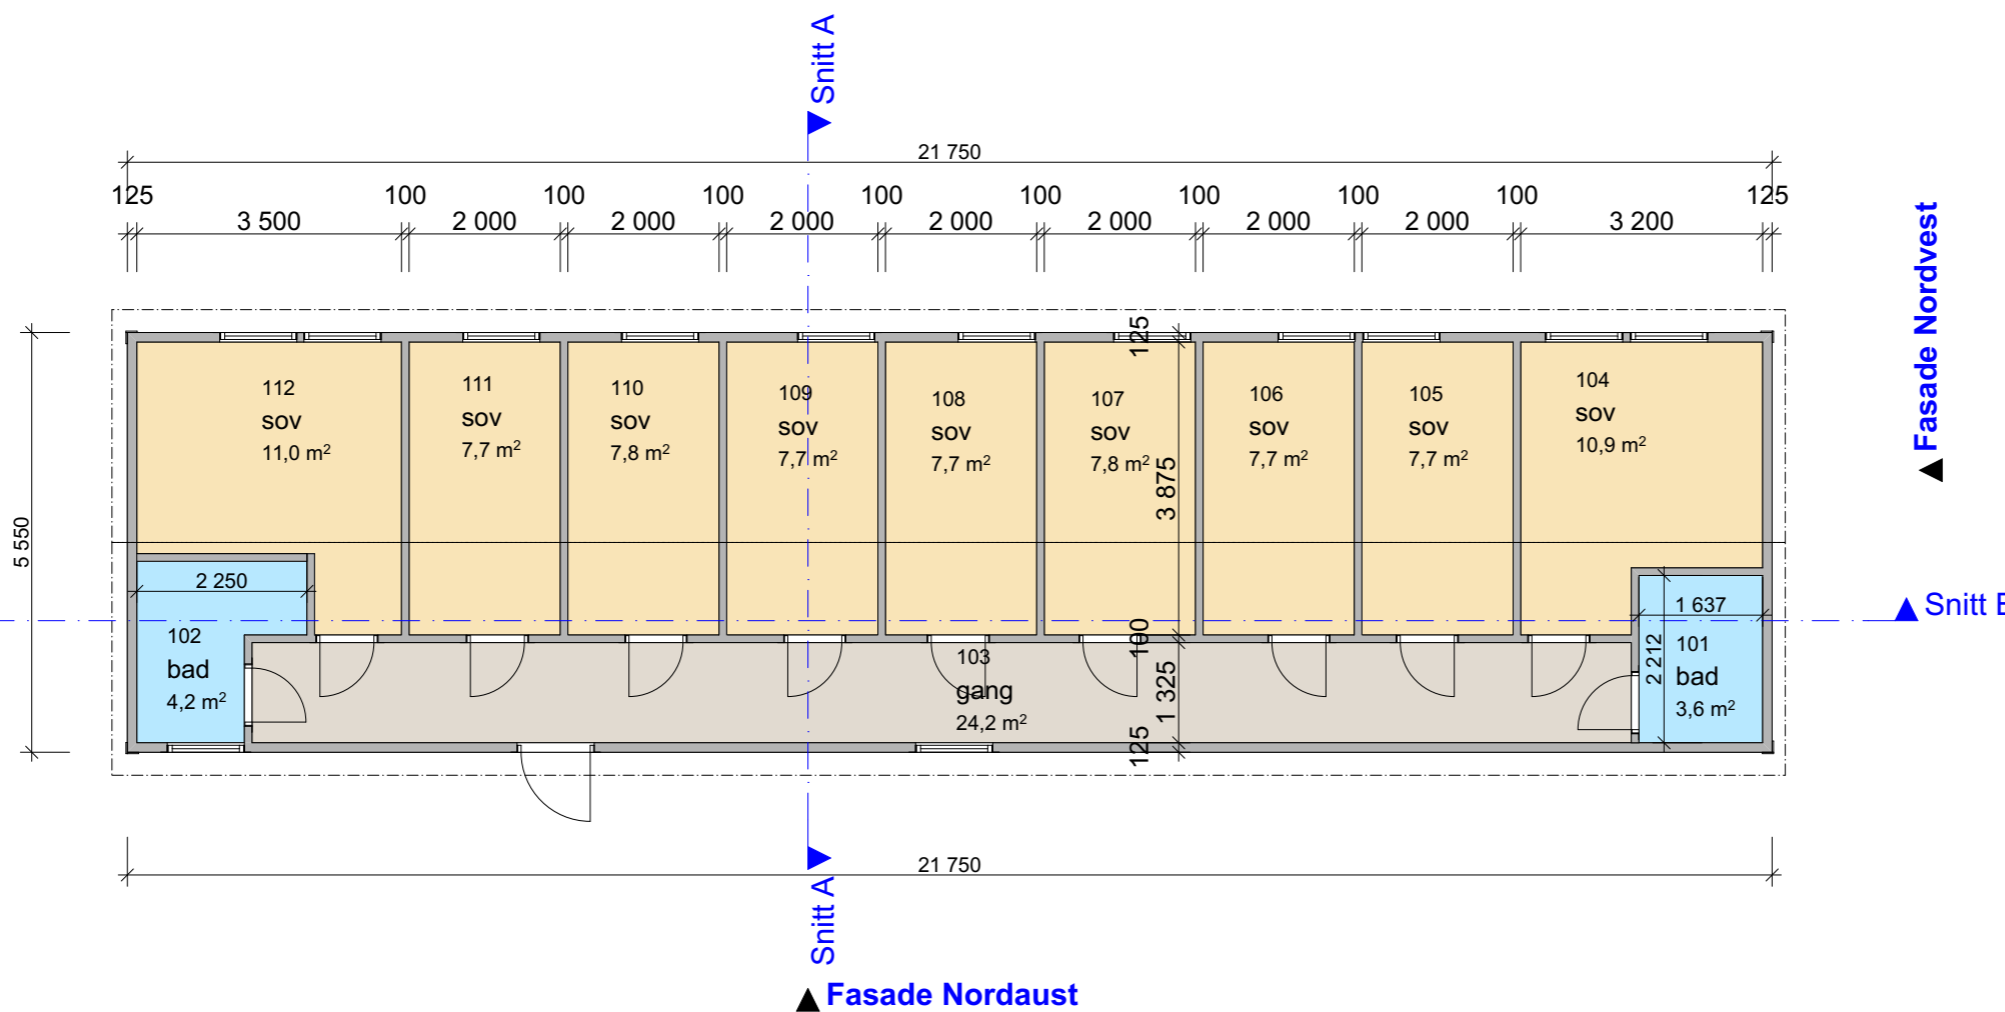 Snitt A
21 750
125 100 100 100 100 100 100 100 100 125
3 500 2 000 2 000 2 000 2 000 2 000 2 000 2 000 3 200
Fasade Nordvest
5 550
125
3 875
100
1 325
125
112
sov
11,0 m²
111
sov
7,7 m²
110
sov
7,8 m²
109
sov
7,7 m²
108
sov
7,7 m²
107
sov
7,8 m²
106
sov
7,7 m²
105
sov
7,7 m²
104
sov
10,9 m²
2 250
102
bad
4,2 m²
103
gang
24,2 m²
1 637
2 212
101
bad
3,6 m²
Snitt B
21 750
Snitt A
Fasade Nordaust